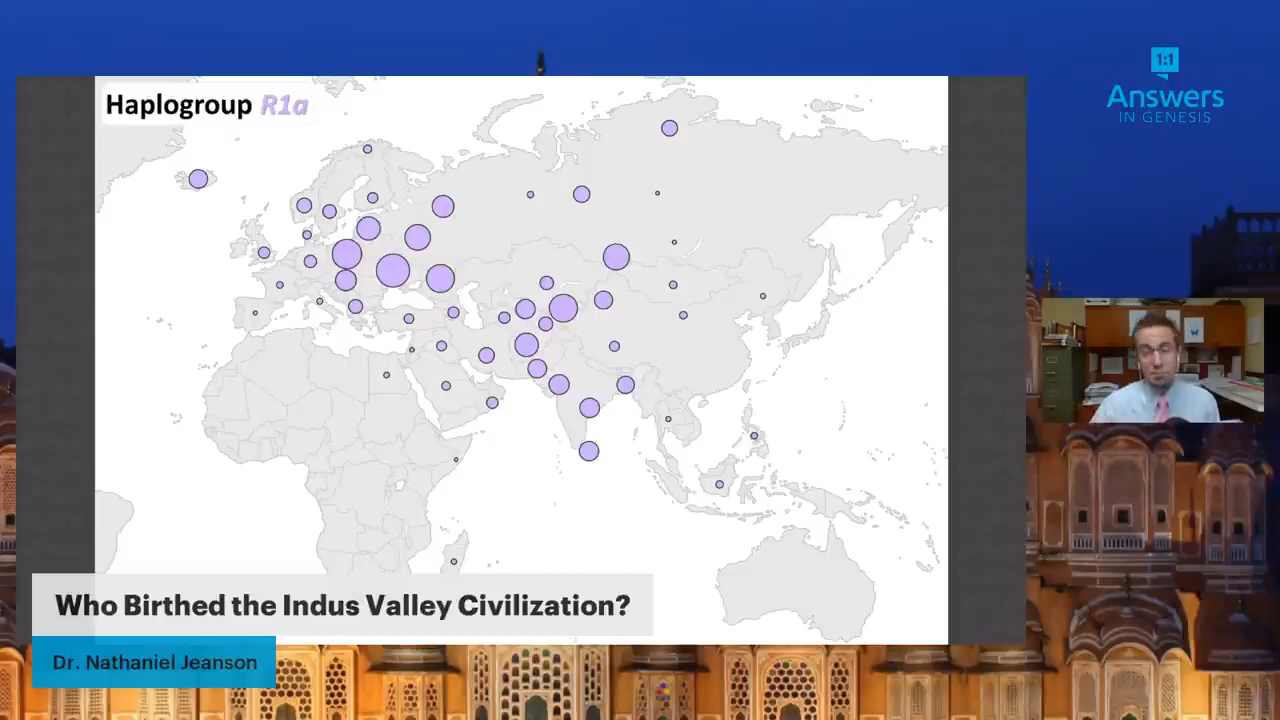 Haplogroup R1a
1:1
Answers
IN GENESIS
Who Birthed the Indus Valley Civilization?
Dr. Nathaniel Jeanson